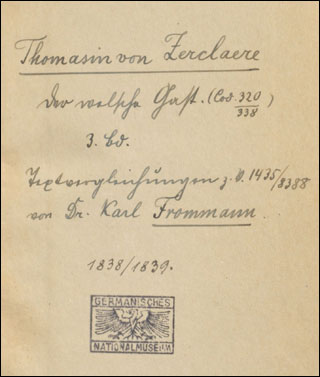 Thomasin von Zerclaere
Der welsche Gast. (Cod. 320/338)
3. Bd.
Textvergleichungen z. V. 1435/8388
von Dr. Karl Frommann.
1838/1839.
GERMANISCHES
NATIONALMUSEUM